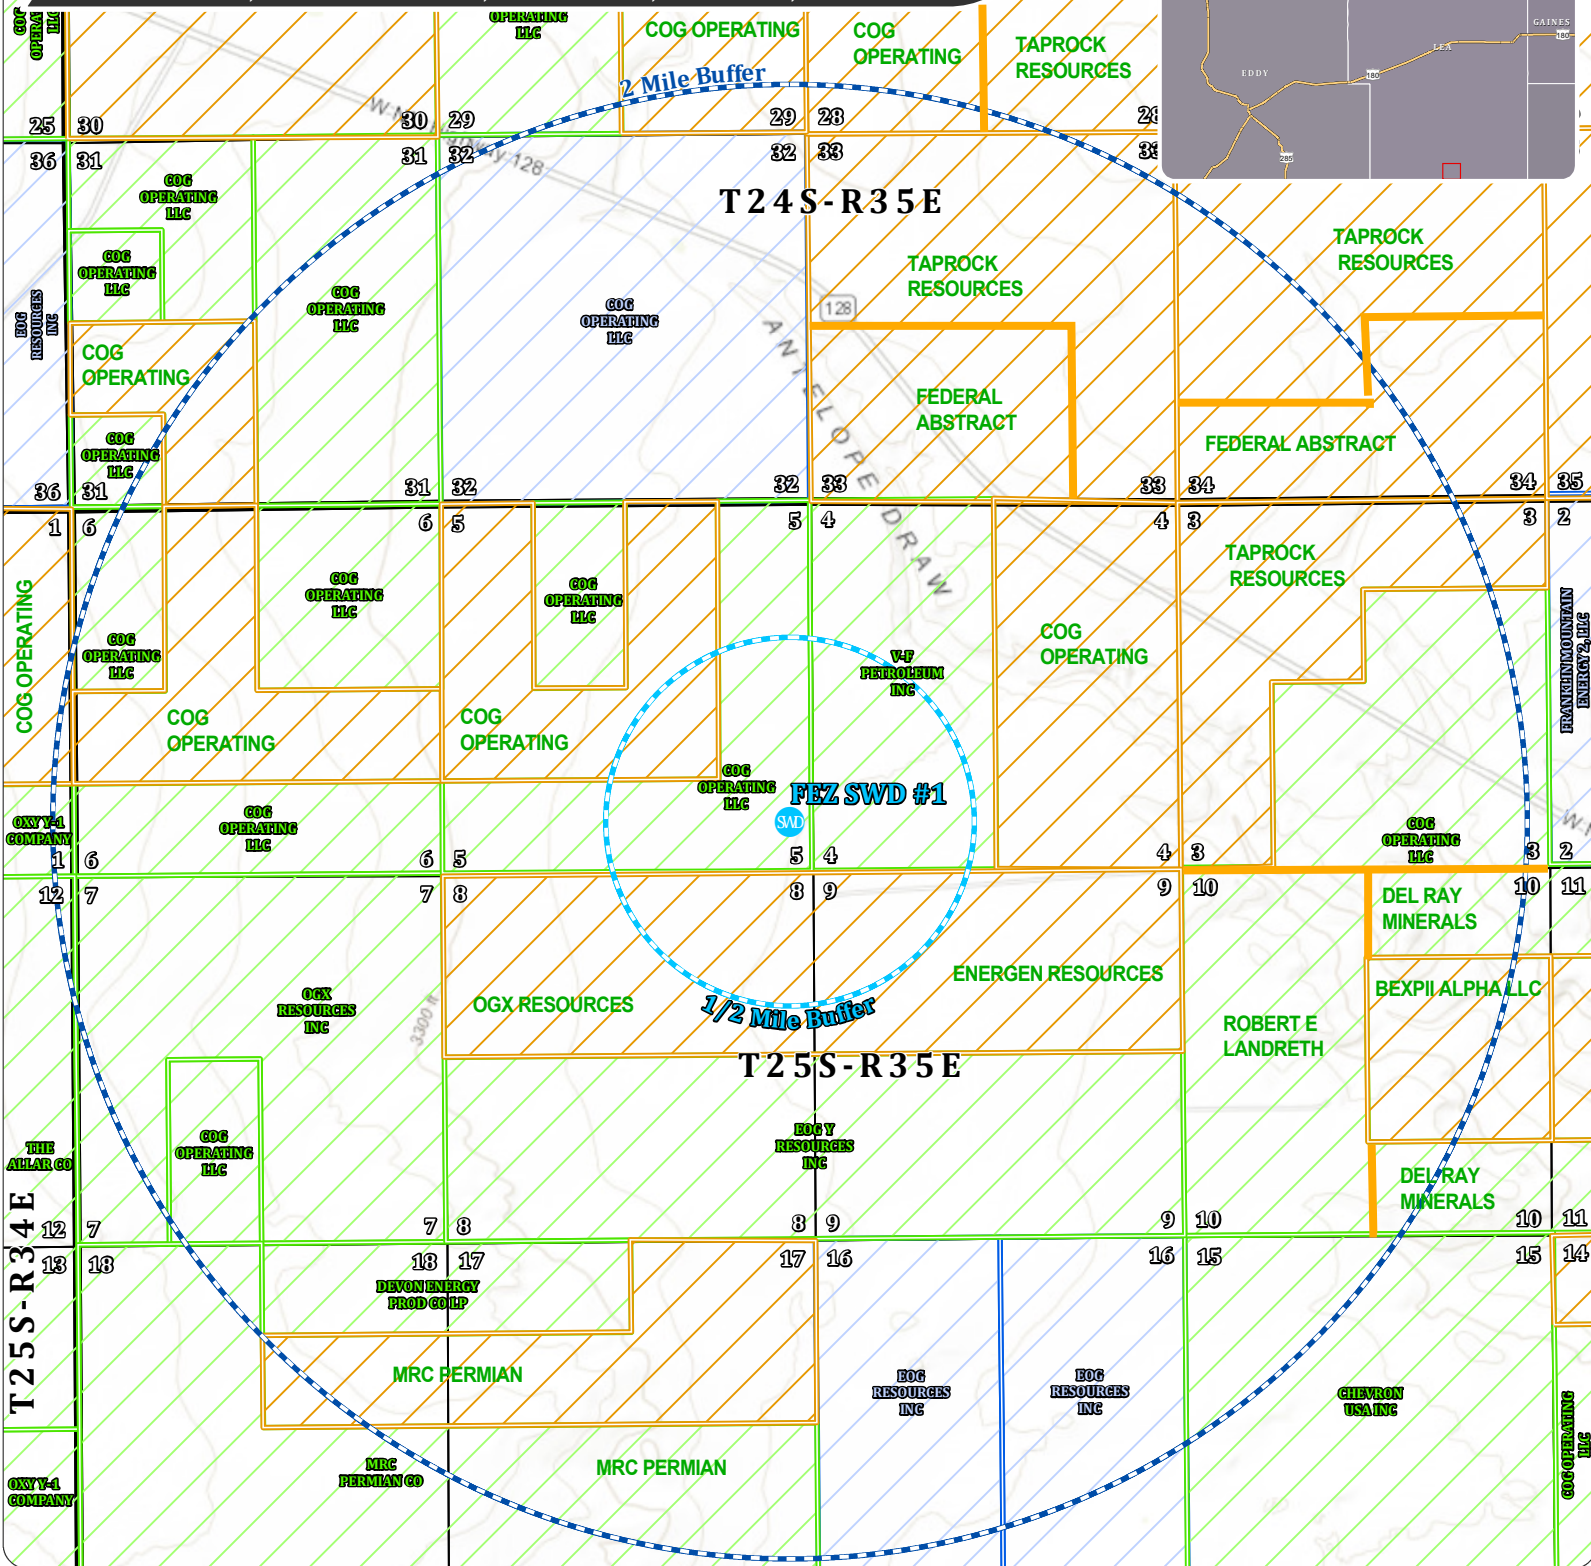 COG
OPERATING
LLC
OPERATING
LLC
COG OPERATING
COG
OPERATING
TAPROCK
RESOURCES
GAINES
180
LEA
EDDY
180
285
2 Mile Buffer
25
30
30
29
29
28
28
36
31
31
32
32
33
33
Highway 128
T24S-R35E
COG
OPERATING
LLC
COG
OPERATING
LLC
COG
OPERATING
LLC
COG
OPERATING
LLC
EOG
RESOURCES
INC
TAPROCK
RESOURCES
TAPROCK
RESOURCES
128
ANTELOPE DRAW
COG
OPERATING
FEDERAL
ABSTRACT
FEDERAL ABSTRACT
COG
OPERATING
LLC
36
31
31
32
32
33
33
34
34
35
1
6
6
5
5
4
4
3
3
2
COG OPERATING
COG
OPERATING
LLC
COG
OPERATING
LLC
COG
OPERATING
LLC
TAPROCK
RESOURCES
COG
OPERATING
V-F
PETROLEUM
INC
FRANKLIN MOUNTAIN
ENERGY 2, LLC
COG
OPERATING
COG
OPERATING
COG
OPERATING
LLC
FEZ SWD #1
SWD
OXY Y-1
COMPANY
COG
OPERATING
LLC
COG
OPERATING
LLC
1
6
6
5
5
4
4
3
3
2
12
7
7
8
8
9
9
10
10
11
DEL RAY
MINERALS
OGX
RESOURCES
INC
3300 ft
OGX RESOURCES
ENERGEN RESOURCES
BEXPII ALPHA LLC
1/2 Mile Buffer
ROBERT E
LANDRETH
T25S-R35E
THE
ALLAR CO
COG
OPERATING
LLC
EOG Y
RESOURCES
INC
DEL RAY
MINERALS
T25S-R34E
12
7
7
8
8
9
9
10
10
11
13
18
18
17
17
16
16
15
15
14
DEVON ENERGY
PROD CO LP
MRC PERMIAN
EOG
RESOURCES
INC
EOG
RESOURCES
INC
CHEVRON
USA INC
COG OPERATING
LLC
OXY Y-1
COMPANY
MRC
PERMIAN CO
MRC PERMIAN